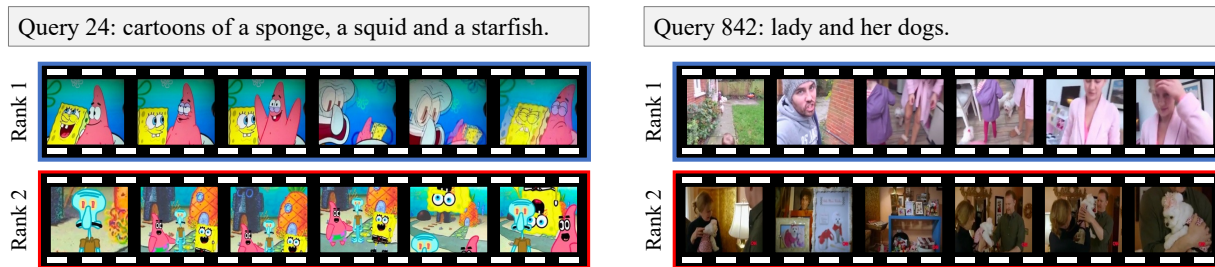 Query 24: cartoons of a sponge, a squid and a starfish.
Rank 1
Rank 2
Query 842: lady and her dogs.
Rank 1
Rank 2